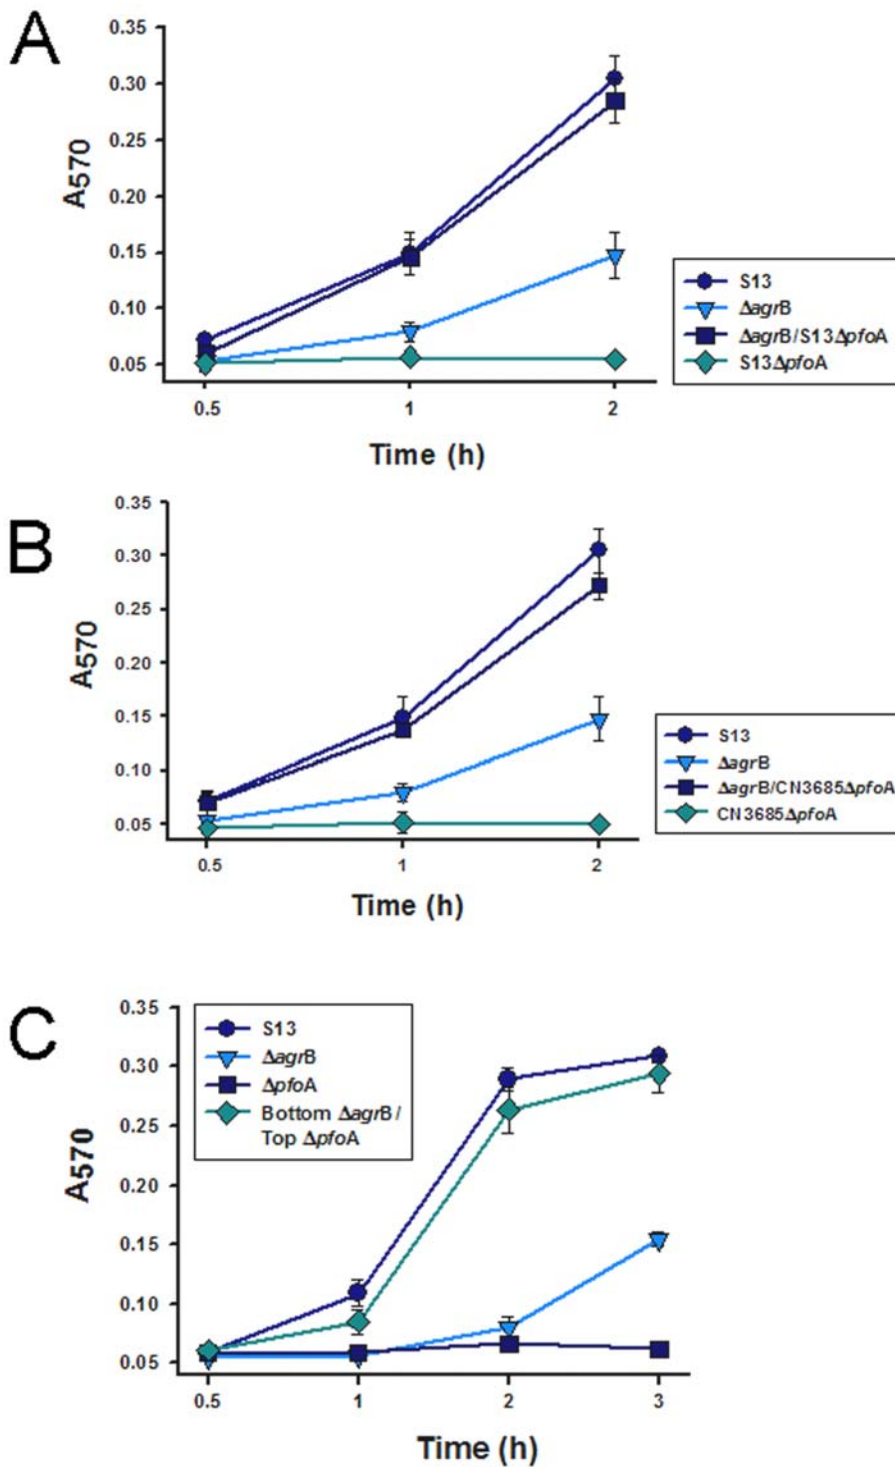 A
0.35
0.30
0.25
0.20
0.15
0.10
0.05
A570
0.5 1 2
Time (h)
S13
ΔagrB
ΔagrB/S13ΔpfoA
S13ΔpfoA
B
0.35
0.30
0.25
0.20
0.15
0.10
0.05
A570
0.5 1 2
Time (h)
S13
ΔagrB
ΔagrB/CN3685ΔpfoA
CN3685ΔpfoA
C
0.35
0.30
0.25
0.20
0.15
0.10
0.05
A570
S13
ΔagrB
ΔpfoA
Bottom ΔagrB/
Top ΔpfoA
0.5 1 2 3
Time (h)